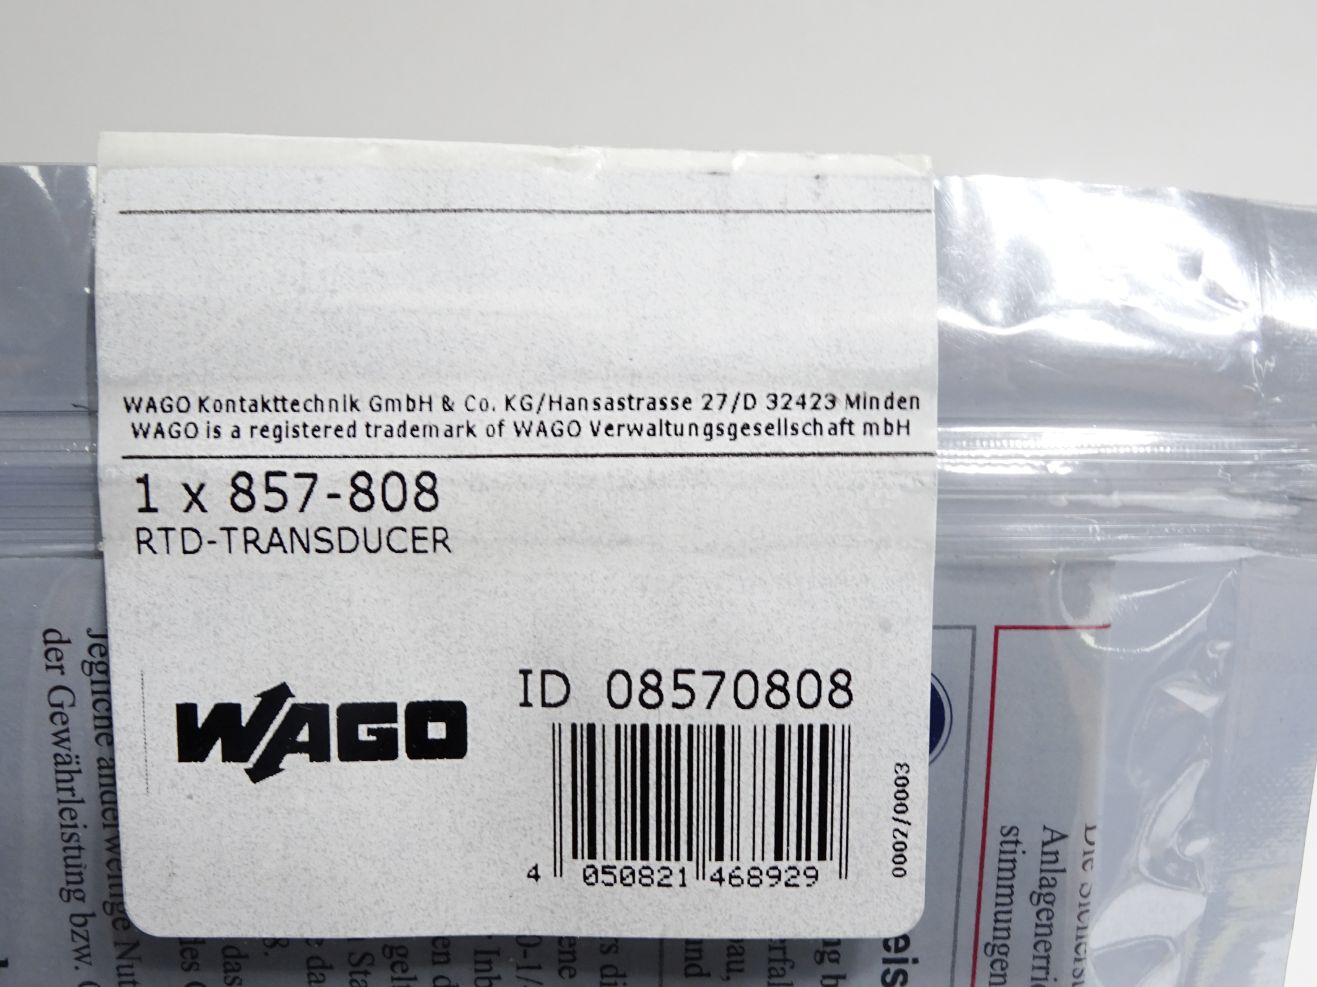 WAGO Kontakttechnik GmbH & Co. KG/Hansastrasse 27/D 32423 Minden
WAGO is a registered trademark of WAGO Verwaltungsgesellschaft mbH
1 x 857-808
RTD-TRANSDUCER
WAGO
ID 08570808
4 050821 468929
0002/0003
der Gewährleistung bzw.
Anlagenerri
stimmungen